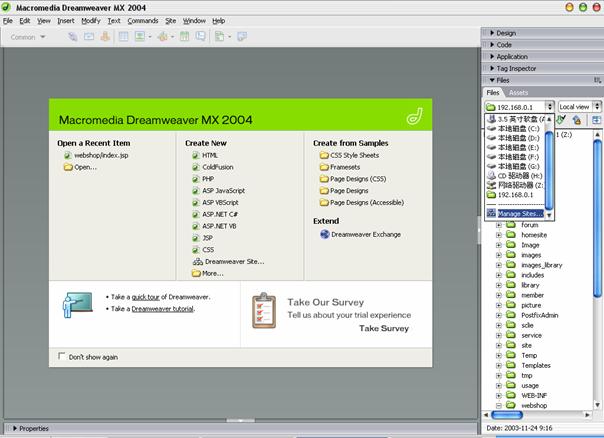 Macromedia Dreamweaver MX 2004
File Edit View Insert Modify Text Commands Site Window Help
Common
Macromedia Dreamweaver MX 2004
Open a Recent Item
webshop/index.jsp
Open...
Create New
HTML
ColdFusion
PHP
ASP JavaScript
ASP VBScript
ASP.NET C#
ASP.NET VB
JSP
CSS
Dreamweaver Site...
More...
Create from Samples
CSS Style Sheets
Framesets
Page Designs (CSS)
Page Designs
Page Designs (Accessible)
Extend
Dreamweaver Exchange
• Take a quick tour of Dreamweaver.
• Take a Dreamweaver tutorial.
Take Our Survey
Tell us about your trial experience
Take Survey
Don't show again
Properties
Design
Code
Application
Tag Inspector
Files
Files Assets
192.168.0.1 Local view
3.5 英寸软盘 (A
本地磁盘 (C:)
本地磁盘 (D:)
本地磁盘 (E:)
本地磁盘 (F:)
本地磁盘 (G:)
CD 驱动器 (H:)
网络驱动器 (Z:
192.168.0.1
Manage Sites...
1 (Z:)
forum
homesite
Image
images
images_library
includes
library
member
picture
PostfixAdmin
sclie
service
site
Temp
Templates
tmp
usage
WEB-INF
webshop
Date: 2003-11-24 9:16